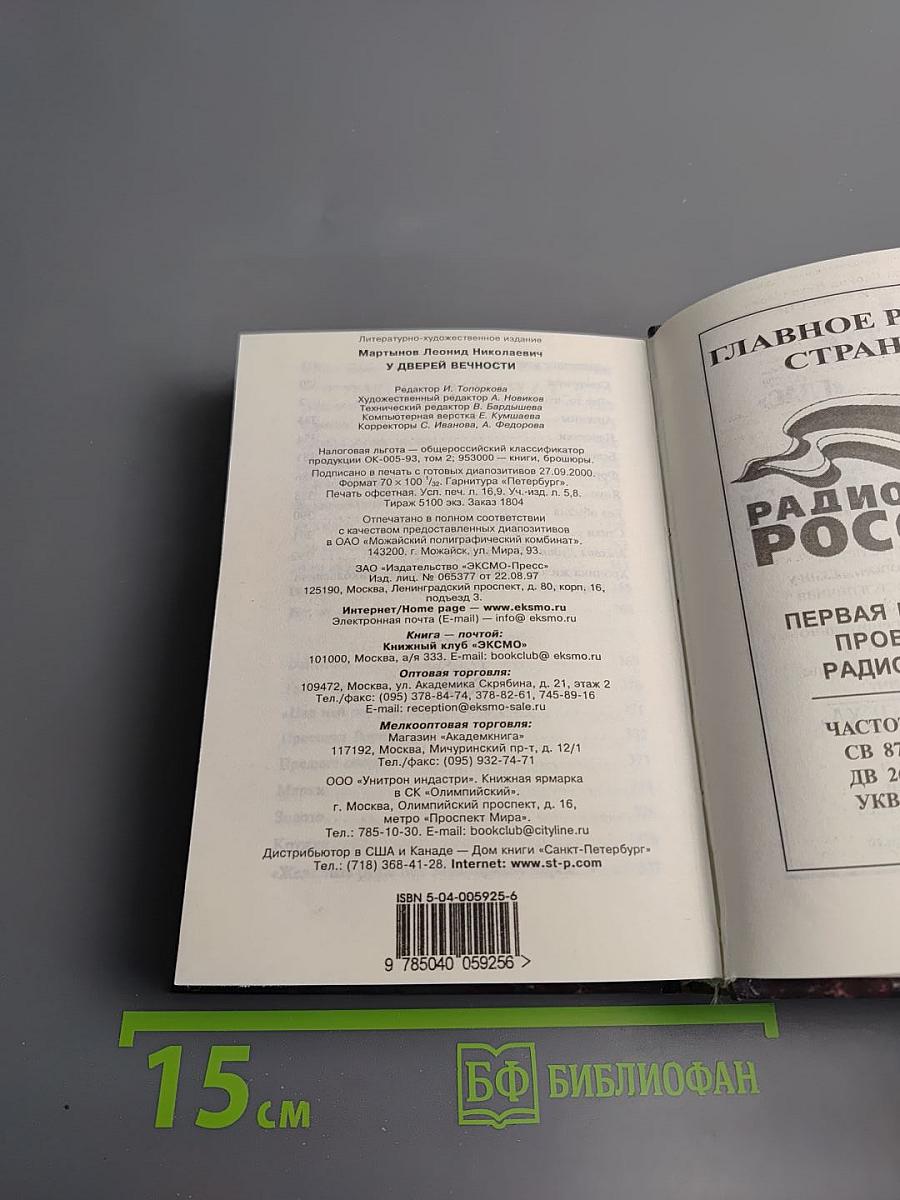 Литературно-художественное издание
Мартынов Леонид Николаевич
У ДВЕРЕЙ ВЕЧНОСТИ
Редактор И. Топоркова
Художественный редактор А. Новиков
Технический редактор В. Бардышева
Компьютерная верстка Е. Кумшаева
Корректоры С. Иванова, А. Федорова
Налоговая льгота — общероссийский классификатор
продукции ОК-005-93, том 2; 953000 — книги, брошюры.
Подписано в печать с готовых диапозитивов 27.09.2000.
Формат 70 × 100 1/32. Гарнитура «Петербург».
Печать офсетная. Усл. печ. л. 16,9. Уч.-изд. л. 5,8.
Тираж 5100 экз. Заказ 1804
Отпечатано в полном соответствии
с качеством предоставленных диапозитивов
в ОАО «Можайский полиграфический комбинат».
143200, г. Можайск, ул. Мира, 93.
ЗАО «Издательство «ЭКСМО-Пресс»
Изд. лиц. № 065377 от 22.08.97
125190, Москва, Ленинградский проспект, д. 80, корп. 16,
подъезд 3.
Интернет/Home page — www.eksmo.ru
Электронная почта (E-mail) — info@ eksmo.ru
Книга — почтой:
Книжный клуб «ЭКСМО»
101000, Москва, а/я 333. E-mail: bookclub@ eksmo.ru
Оптовая торговля:
109472, Москва, ул. Академика Скрябина, д. 21, этаж 2
Тел./факс: (095) 378-84-74, 378-82-61, 745-89-16
E-mail: reception@eksmo-sale.ru
Мелкооптовая торговля:
Магазин «Академкнига»
117192, Москва, Мичуринский пр-т, д. 12/1
Тел./факс: (095) 932-74-71
ООО «Унитрон индастри». Книжная ярмарка
в СК «Олимпийский».
г. Москва, Олимпийский проспект, д. 16,
метро «Проспект Мира».
Тел.: 785-10-30. E-mail: bookclub@cityline.ru
Дистрибьютор в США и Канаде — Дом книги «Санкт-Петербург»
Тел.: (718) 368-41-28. Internet: www.st-p.com
ISBN 5-04-005925-6
9 785040 059256 >
ГЛАВНОЕ Р
СТРАН
РАДИО
РОСС
ПЕРВАЯ
ПРОВ
РАДИО
ЧАСТО
СВ 87
ДВ 26
УКВ
15 см
БФ БИБЛИОФАН